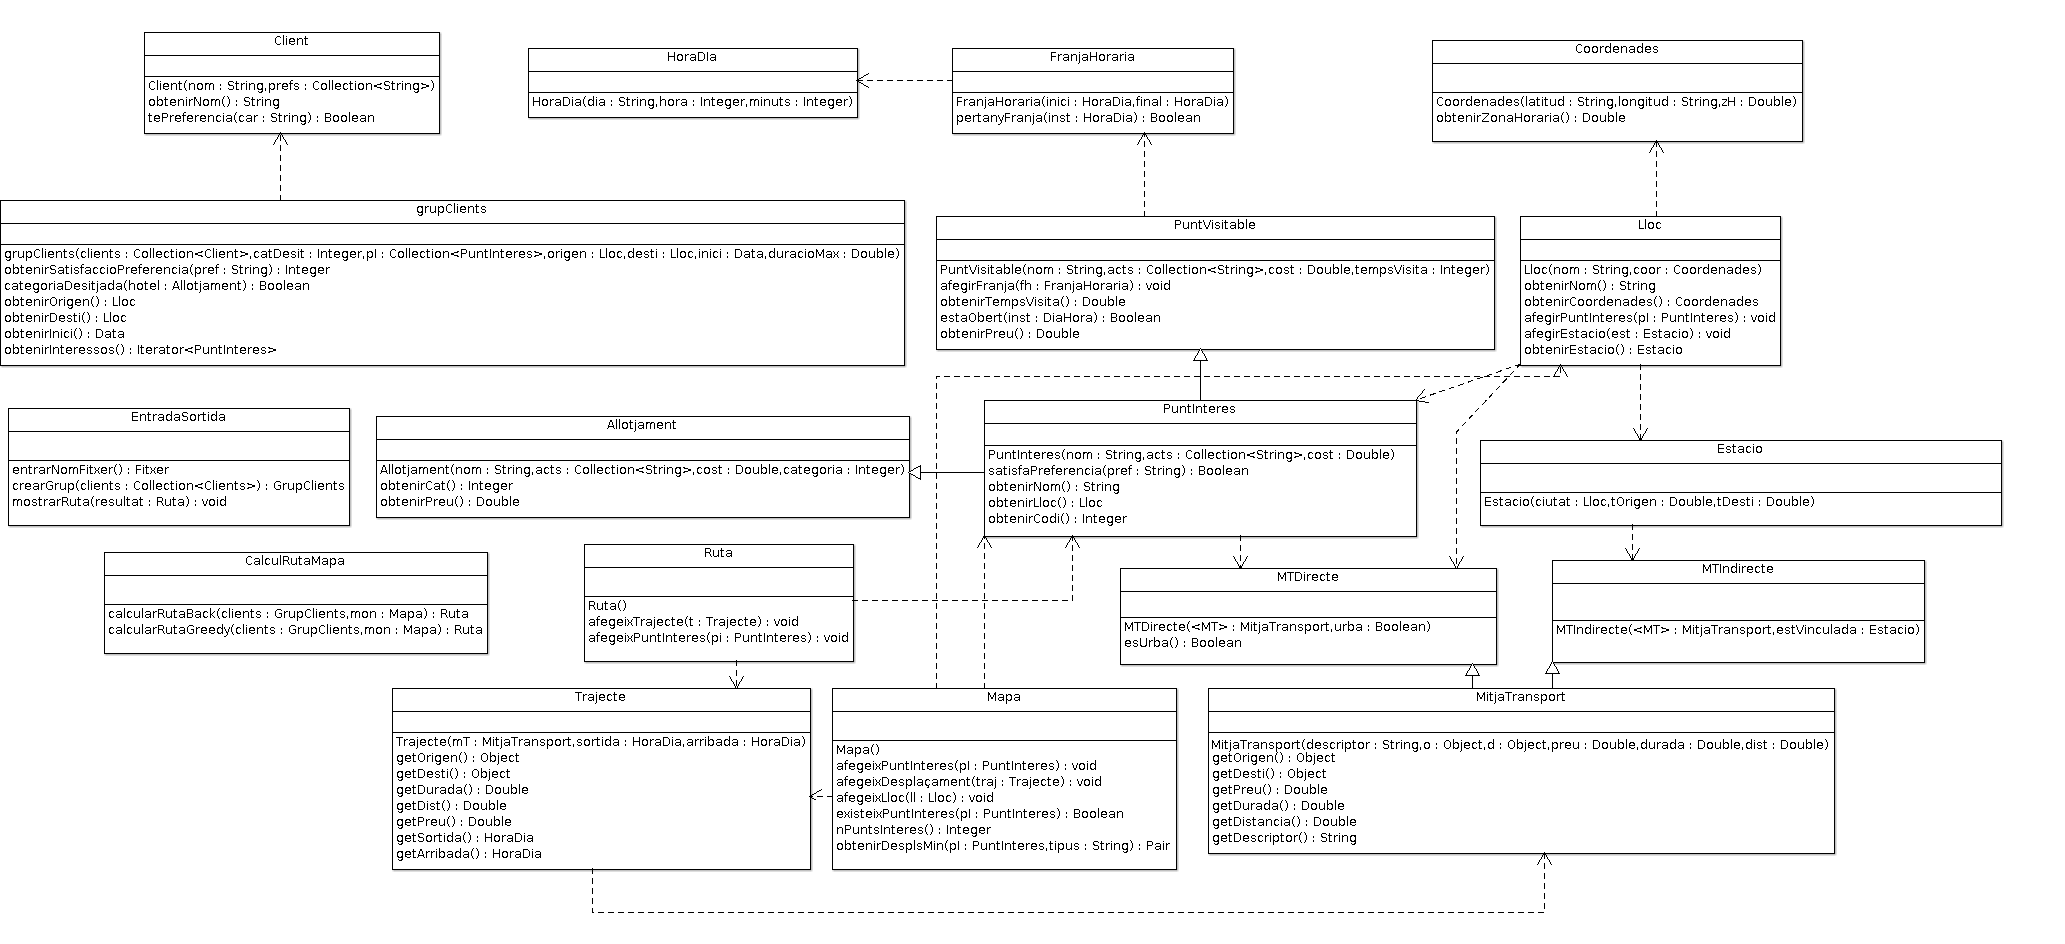 Client
Client(nom : String,prefs : Collection<String>)
obtenirNom() : String
tePreferencia(car : String) : Boolean
HoraDIa
HoraDia(dia : String,hora : Integer,minuts : Integer)
FranjaHoraria
FranjaHoraria(inici : HoraDia,final : HoraDia)
pertanyFranja(inst : HoraDia) : Boolean
Coordenades
Coordenades(latitud : String,longitud : String,zH : Double)
obtenirZonaHoraria() : Double
grupClients
grupClients(clients : Collection<Client>,catDesit : Integer,pI : Collection<PuntInteres>,origen : Lloc,desti : Lloc,inici : Data,duracioMax : Double)
obtenirSatisfaccioPreferencia(pref : String) : Integer
categoriaDesitjada(hotel : Allotjament) : Boolean
obtenirOrigen() : Lloc
obtenirDesti() : Lloc
obtenirInici() : Data
obtenirInteressos() : Iterator<PuntInteres>
PuntVisitable
PuntVisitable(nom : String,acts : Collection<String>,cost : Double,tempsVisita : Integer)
afegirFranja(fh : FranjaHoraria) : void
obtenirTempsVisita() : Double
estaObert(inst : DiaHora) : Boolean
obtenirPreu() : Double
Lloc
Lloc(nom : String,coor : Coordenades)
obtenirNom() : String
obtenirCoordenades() : Coordenades
afegirPuntInteres(pI : PuntInteres) : void
afegirEstacio(est : Estacio) : void
obtenirEstacio() : Estacio
EntradaSortida
entrarNomFitxer() : Fitxer
crearGrup(clients : Collection<Clients>) : GrupClients
mostrarRuta(resultat : Ruta) : void
Allotjament
Allotjament(nom : String,acts : Collection<String>,cost : Double,categoria : Integer)
obtenirCat() : Integer
obtenirPreu() : Double
PuntInteres
PuntInteres(nom : String,acts : Collection<String>,cost : Double)
satisfaPreferencia(pref : String) : Boolean
obtenirNom() : String
obtenirLloc() : Lloc
obtenirCodi() : Integer
Estacio
Estacio(ciutat : Lloc,tOrigen : Double,tDesti : Double)
CalculRutaMapa
calcularRutaBack(clients : GrupClients,mon : Mapa) : Ruta
calcularRutaGreedy(clients : GrupClients,mon : Mapa) : Ruta
Ruta
Ruta()
afegeixTrajecte(t : Trajecte) : void
afegeixPuntInteres(pi : PuntInteres) : void
MTDirecte
MTDirecte(<MT> : MitjaTransport,urba : Boolean)
esUrba() : Boolean
MTIndirecte
MTIndirecte(<MT> : MitjaTransport,estVinculada : Estacio)
Trajecte
Trajecte(mT : MitjaTransport,sortida : HoraDia,arribada : HoraDia)
getOrigen() : Object
getDesti() : Object
getDurada() : Double
getDist() : Double
getPreu() : Double
getSortida() : HoraDia
getArribada() : HoraDia
Mapa
Mapa()
afegeixPuntInteres(pI : PuntInteres) : void
afegeixDesplaçament(traj : Trajecte) : void
afegeixLloc(ll : Lloc) : void
existeixPuntInteres(pI : PuntInteres) : Boolean
nPuntsInteres() : Integer
obtenirDesplsMin(pI : PuntInteres,tipus : String) : Pair
MitjaTransport
MitjaTransport(descriptor : String,o : Object,d : Object,preu : Double,durada : Double,dist : Double)
getOrigen() : Object
getDesti() : Object
getPreu() : Double
getDurada() : Double
getDistancia() : Double
getDescriptor() : String